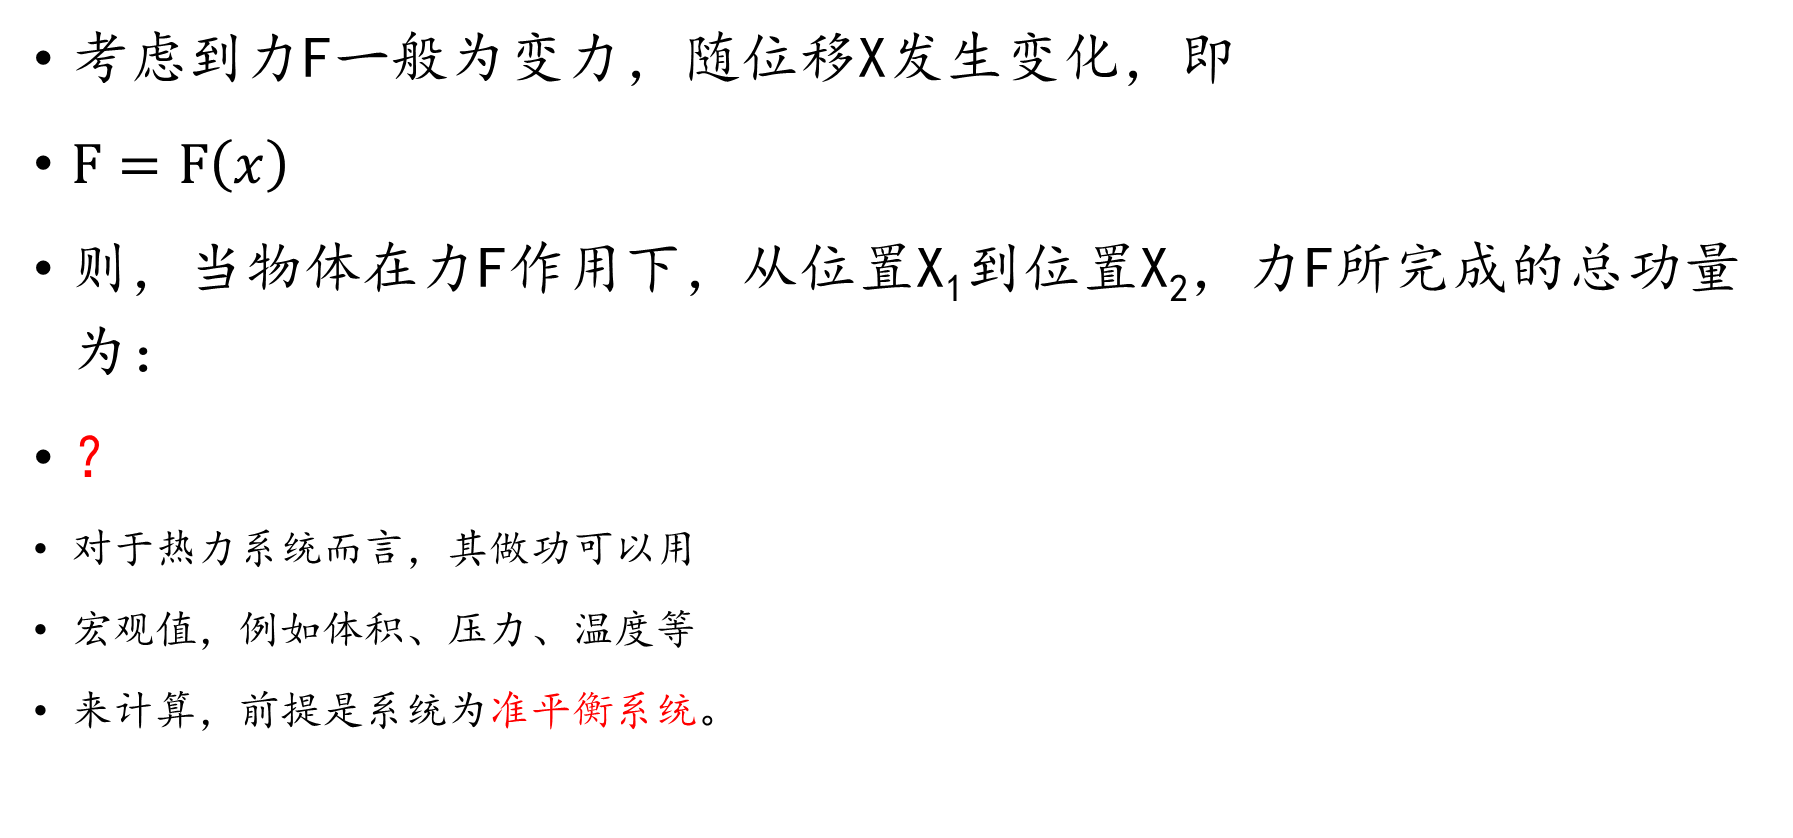 • 考虑到力F一般为变力，随位移X发生变化，即
• F = F(x)
• 则，当物体在力F作用下，从位置X₁到位置X₂，力F所完成的总功量
为：
• ？
• 对于热力系统而言，其做功可以用
• 宏观值，例如体积、压力、温度等
• 来计算，前提是系统为准平衡系统。